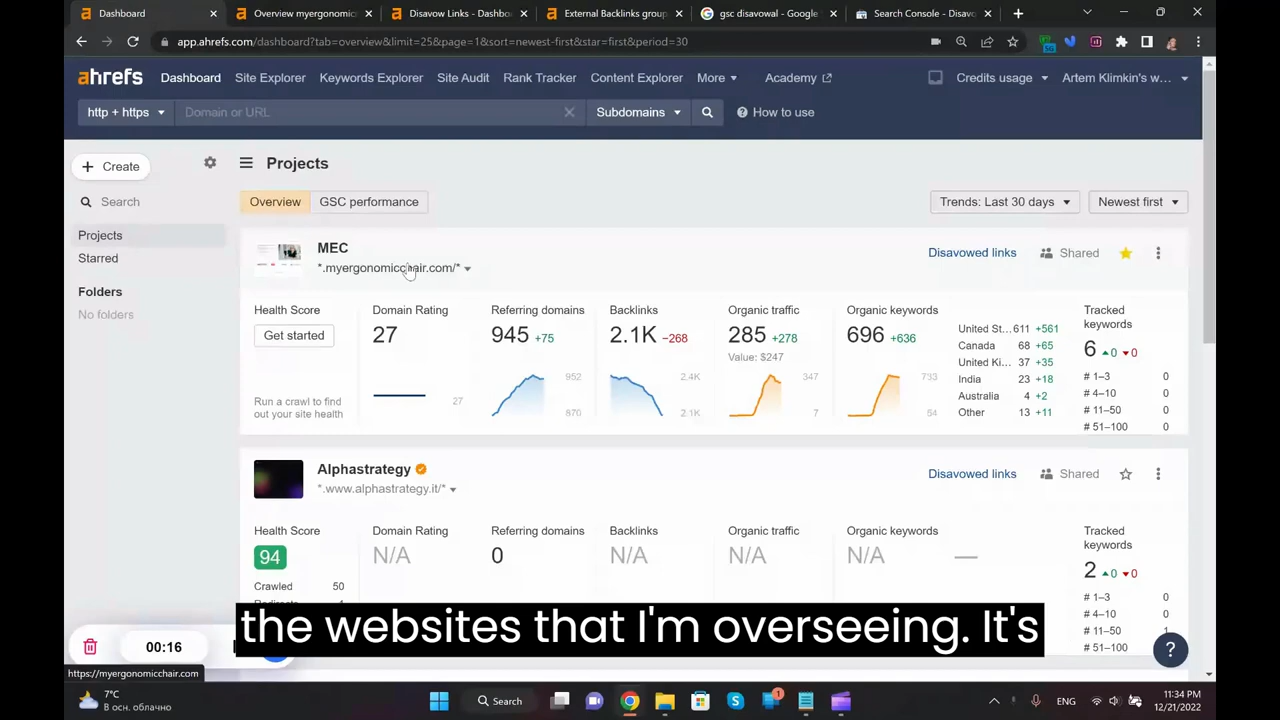 Dashboard
Overview myergonomicc
Disavow Links - Dashbo
External Backlinks group
gsc disavowal - Google
Search Console - Disavo
app.ahrefs.com/dashboard?tab=overview&limit=25&page=1&sort=newest-first&star=first&period=30
ahrefs Dashboard Site Explorer Keywords Explorer Site Audit Rank Tracker Content Explorer More Academy Credits usage Artem Klimkin's w...
http + https Domain or URL Subdomains How to use
+ Create Projects
Search Overview GSC performance Trends: Last 30 days Newest first
Projects
Starred
Folders
No folders
MEC Disavowed links Shared
*.myergonomicchair.com/*
Health Score Domain Rating Referring domains Backlinks Organic traffic Organic keywords Tracked keywords
Get started 27 945 +75 2.1K −268 285 +278 696 +636 6 0 0
Value: $247
United St... 611 +561
Canada 68 +65
United Ki... 37 +35
India 23 +18
Australia 4 +2
Other 13 +11
# 1–3 0
# 4–10 0
# 11–50 0
# 51–100 0
Run a crawl to find
out your site health
27
952
870
2.4K
2.1K
347
7
54
Alphastrategy Disavowed links Shared
*.www.alphastrategy.it/*
Health Score Domain Rating Referring domains Backlinks Organic traffic Organic keywords Tracked keywords
94 N/A 0 N/A N/A N/A — 2 0 0
Crawled 50
# 1–3 0
# 4–10 0
# 11–50 1
# 51–100 0
the websites that I'm overseeing. It's
00:16
?
https://myergonomicchair.com
7°C
В осн. облачно
Search
1
ENG
11:34 PM
12/21/2022